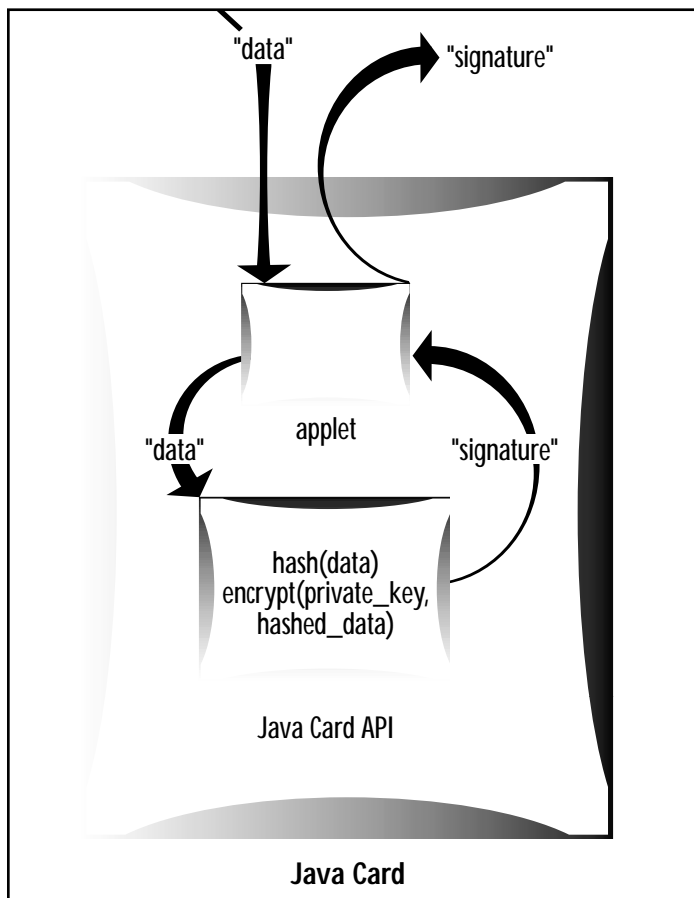 "data"
"signature"
applet
"data"
"signature"
hash(data)
encrypt(private_key,
hashed_data)
Java Card API
Java Card